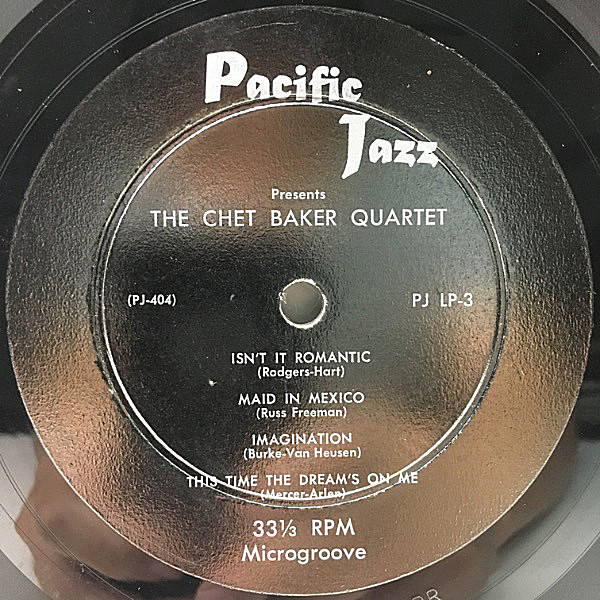 Pacific
Jazz
Presents
THE CHET BAKER QUARTET
(PJ-404) PJ LP-3
ISN'T IT ROMANTIC
(Rodgers-Hart)
MAID IN MEXICO
(Russ Freeman)
IMAGINATION
(Burke-Van Heusen)
THIS TIME THE DREAM'S ON ME
(Mercer-Arlen)
33⅓ RPM
Microgroove